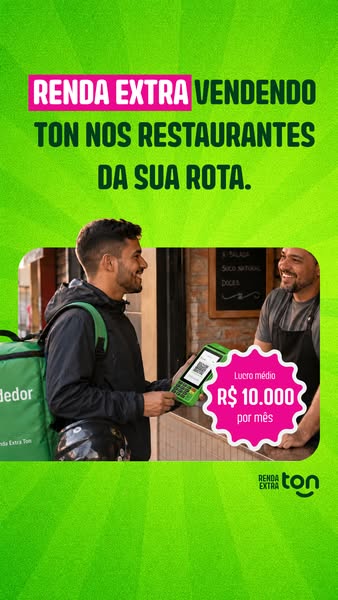 RENDA EXTRA VENDENDO
TON NOS RESTAURANTES
DA SUA ROTA.
À SALADA
SUCO NATURAL
DOCES
dedor
nda Extra Ton
Lucro médio
R$ 10.000
por mês
RENDA
EXTRA
ton